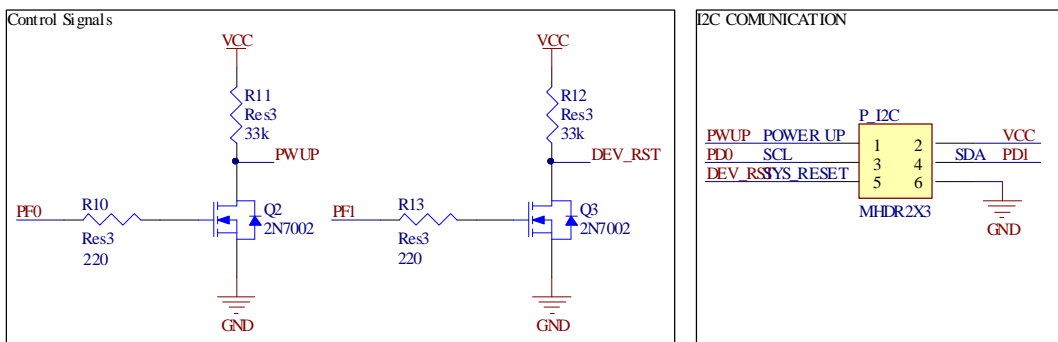 Control Signals
VCC
R11
Res3
33k
PWUP
PF0
R10
Res3
220
Q2
2N7002
GND
VCC
R12
Res3
33k
DEV_RST
PF1
R13
Res3
220
Q3
2N7002
GND
I2C COMUNICATION
P_I2C
PWUP POWER UP 1 2 VCC
PD0 SCL 3 4 SDA PD1
DEV_RST SYS_RESET 5 6
MHDR2X3
GND